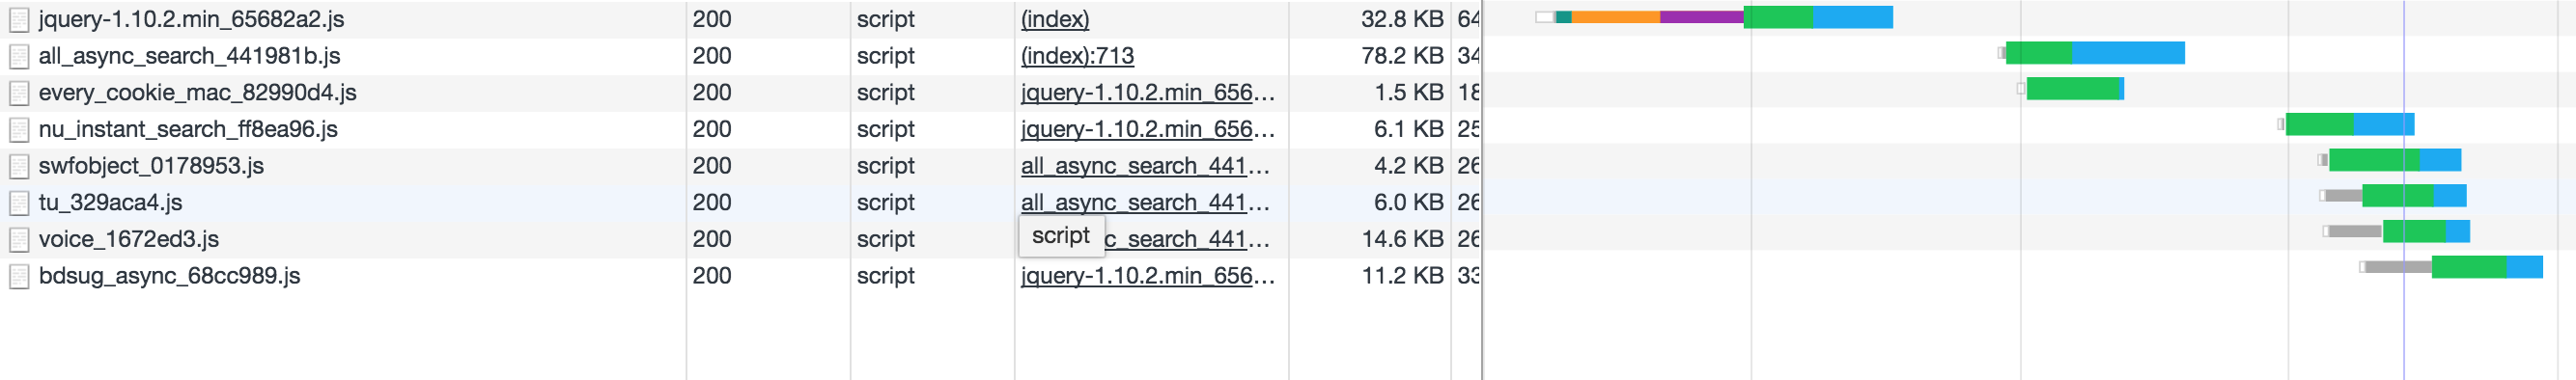 jquery-1.10.2.min_65682a2.js 200 script (index) 32.8 KB 64
all_async_search_441981b.js 200 script (index):713 78.2 KB 34
every_cookie_mac_82990d4.js 200 script jquery-1.10.2.min_656... 1.5 KB 18
nu_instant_search_ff8ea96.js 200 script jquery-1.10.2.min_656... 6.1 KB 25
swfobject_0178953.js 200 script all_async_search_441... 4.2 KB 26
tu_329aca4.js 200 script all_async_search_441... 6.0 KB 26
voice_1672ed3.js 200 script script c_search_441... 14.6 KB 26
bdsug_async_68cc989.js 200 script jquery-1.10.2.min_656... 11.2 KB 33